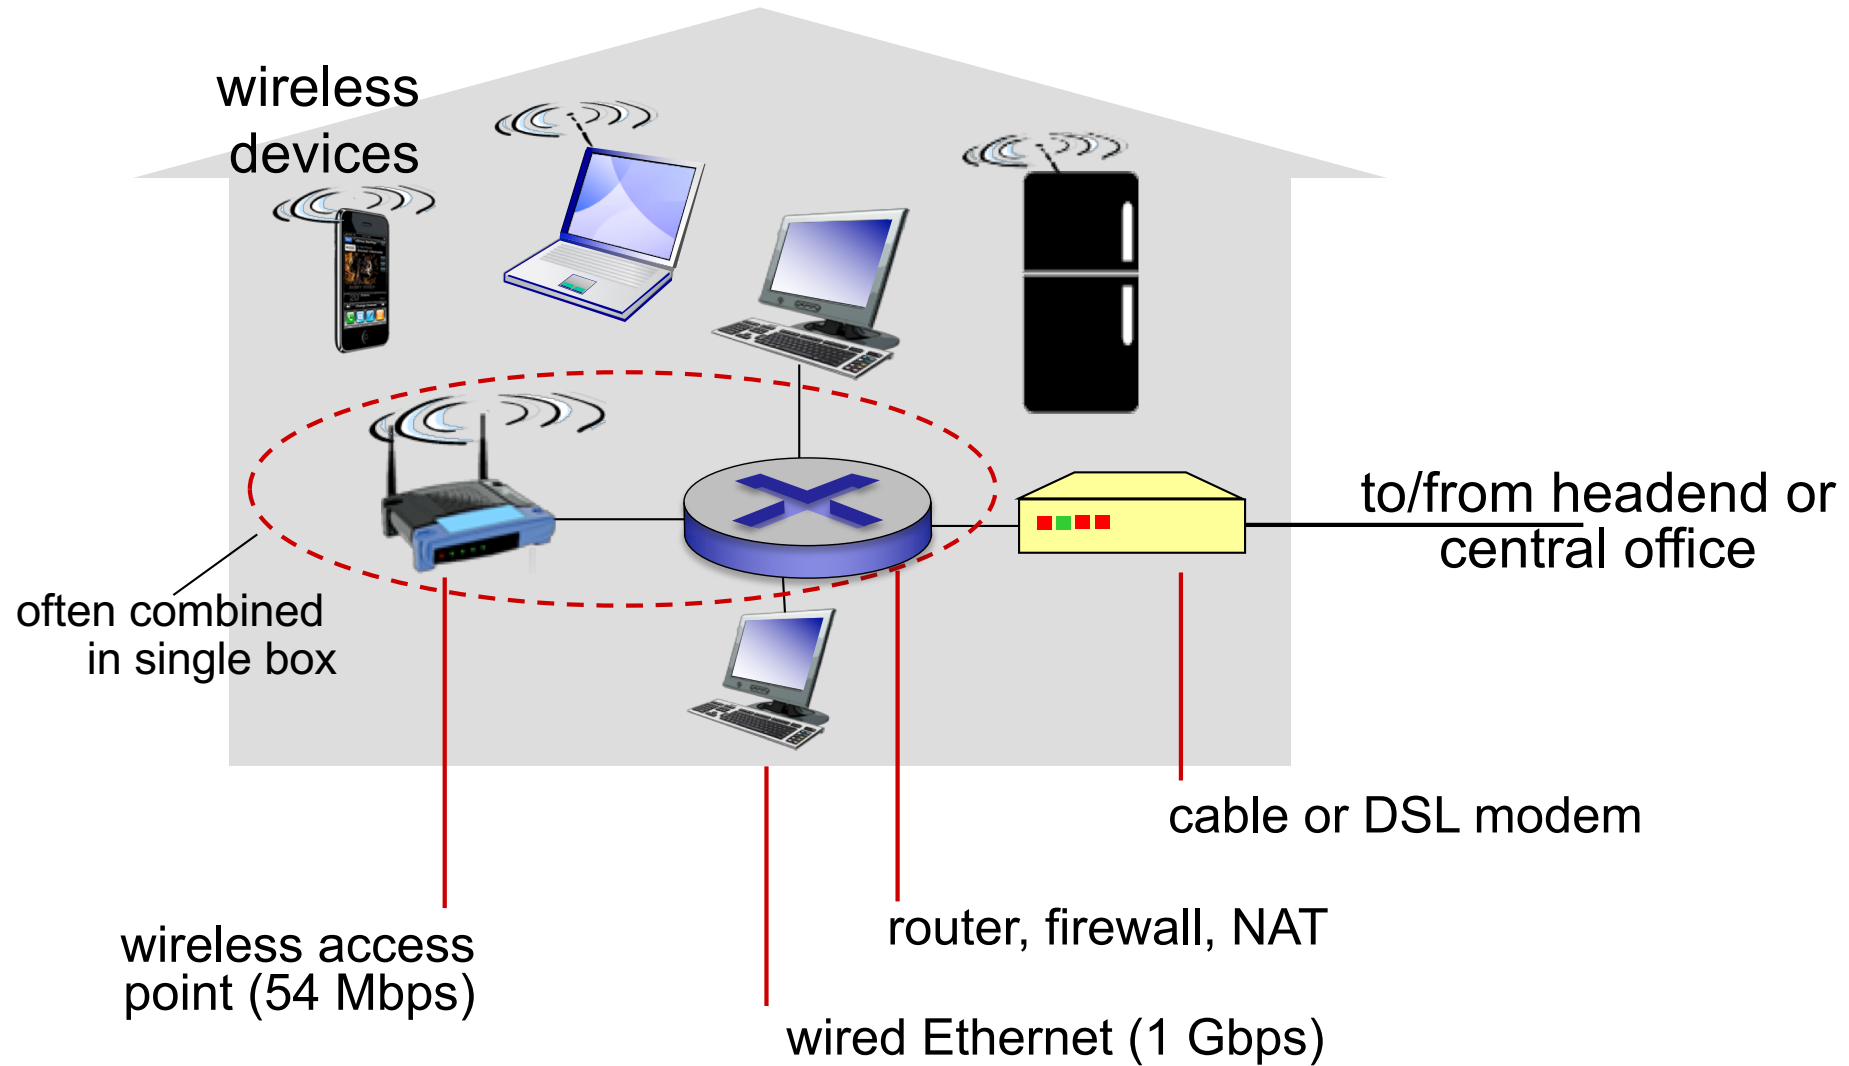 wireless
devices
to/from headend or
central office
often combined
in single box
cable or DSL modem
router, firewall, NAT
wireless access
point (54 Mbps)
wired Ethernet (1 Gbps)